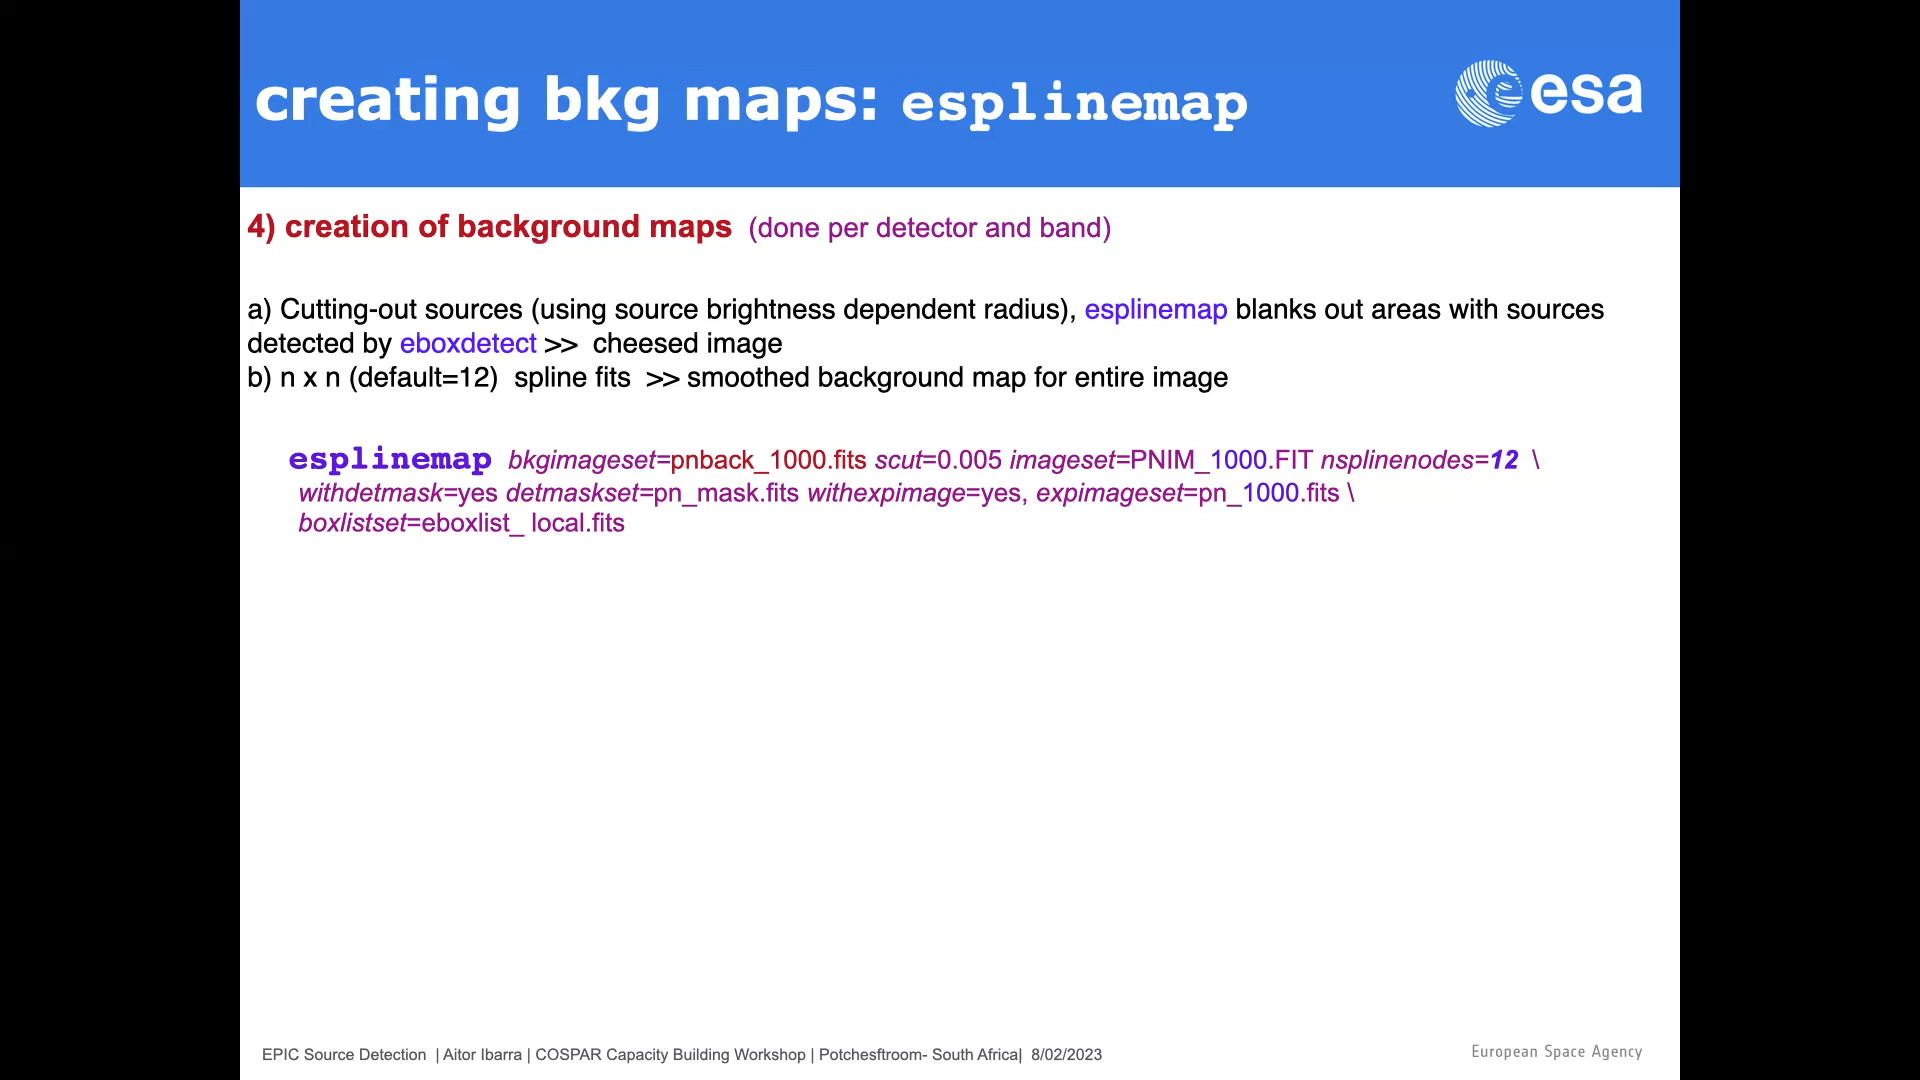 creating bkg maps: esplinemap
esa
4) creation of background maps (done per detector and band)
a) Cutting-out sources (using source brightness dependent radius), esplinemap blanks out areas with sources
detected by eboxdetect >> cheesed image
b) n x n (default=12) spline fits >> smoothed background map for entire image
esplinemap bkgimageset=pnback_1000.fits scut=0.005 imageset=PNIM_1000.FIT nsplinenodes=12 \
withdetmask=yes detmaskset=pn_mask.fits withexpimage=yes, expimageset=pn_1000.fits \
boxlistset=eboxlist_ local.fits
EPIC Source Detection | Aitor Ibarra | COSPAR Capacity Building Workshop | Potchesftroom- South Africa| 8/02/2023
European Space Agency